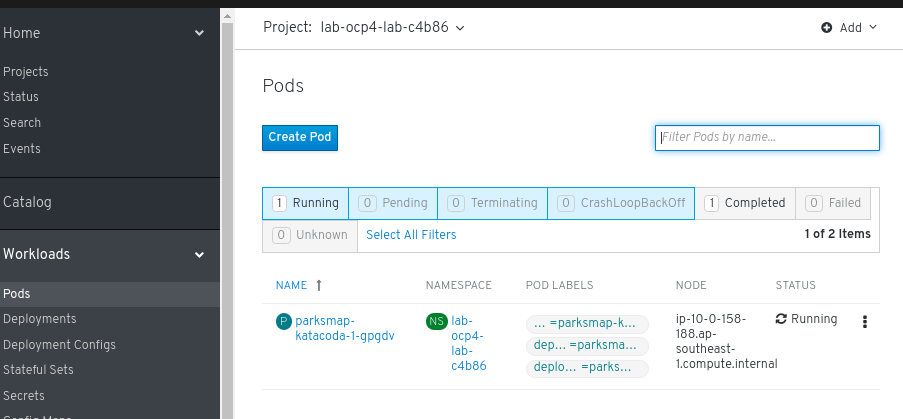 Home
Projects
Status
Search
Events
Catalog
Workloads
Pods
Deployments
Deployment Configs
Stateful Sets
Secrets
Config Maps
Project: lab-ocp4-lab-c4b86
Add
Pods
Create Pod
Filter Pods by name...
1 Running 0 Pending 0 Terminating 0 CrashLoopBackOff 1 Completed 0 Failed
0 Unknown Select All Filters 1 of 2 Items
NAME NAMESPACE POD LABELS NODE STATUS
P parksmap-
katacoda-1-gpgdv
NS lab-
ocp4-
lab-
c4b86
... =parksmap-k...
dep... =parksma...
deplo... =parks...
ip-10-0-158-
188.ap-
southeast-
1.compute.internal
Running